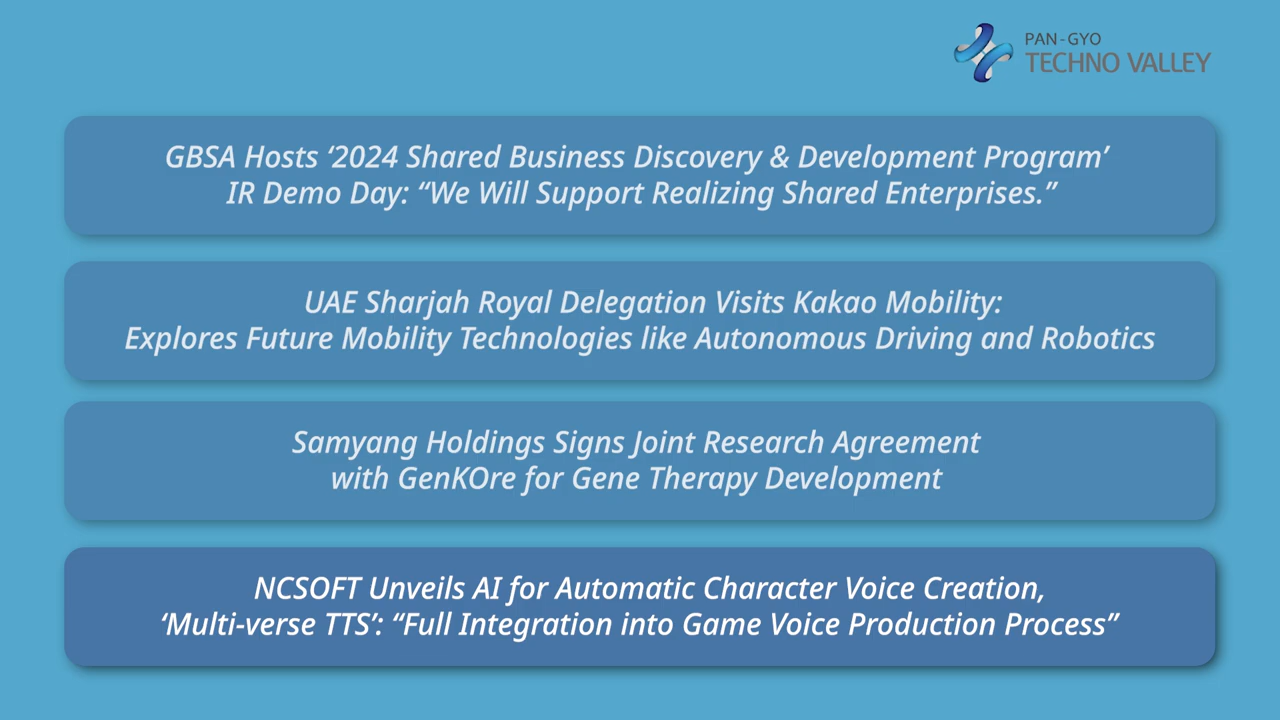 PAN-GYO
TECHNO VALLEY
GBSA Hosts ‘2024 Shared Business Discovery & Development Program’
IR Demo Day: “We Will Support Realizing Shared Enterprises.”
UAE Sharjah Royal Delegation Visits Kakao Mobility:
Explores Future Mobility Technologies like Autonomous Driving and Robotics
Samyang Holdings Signs Joint Research Agreement
with GenKOre for Gene Therapy Development
NCSOFT Unveils AI for Automatic Character Voice Creation,
‘Multi-verse TTS’: “Full Integration into Game Voice Production Process”